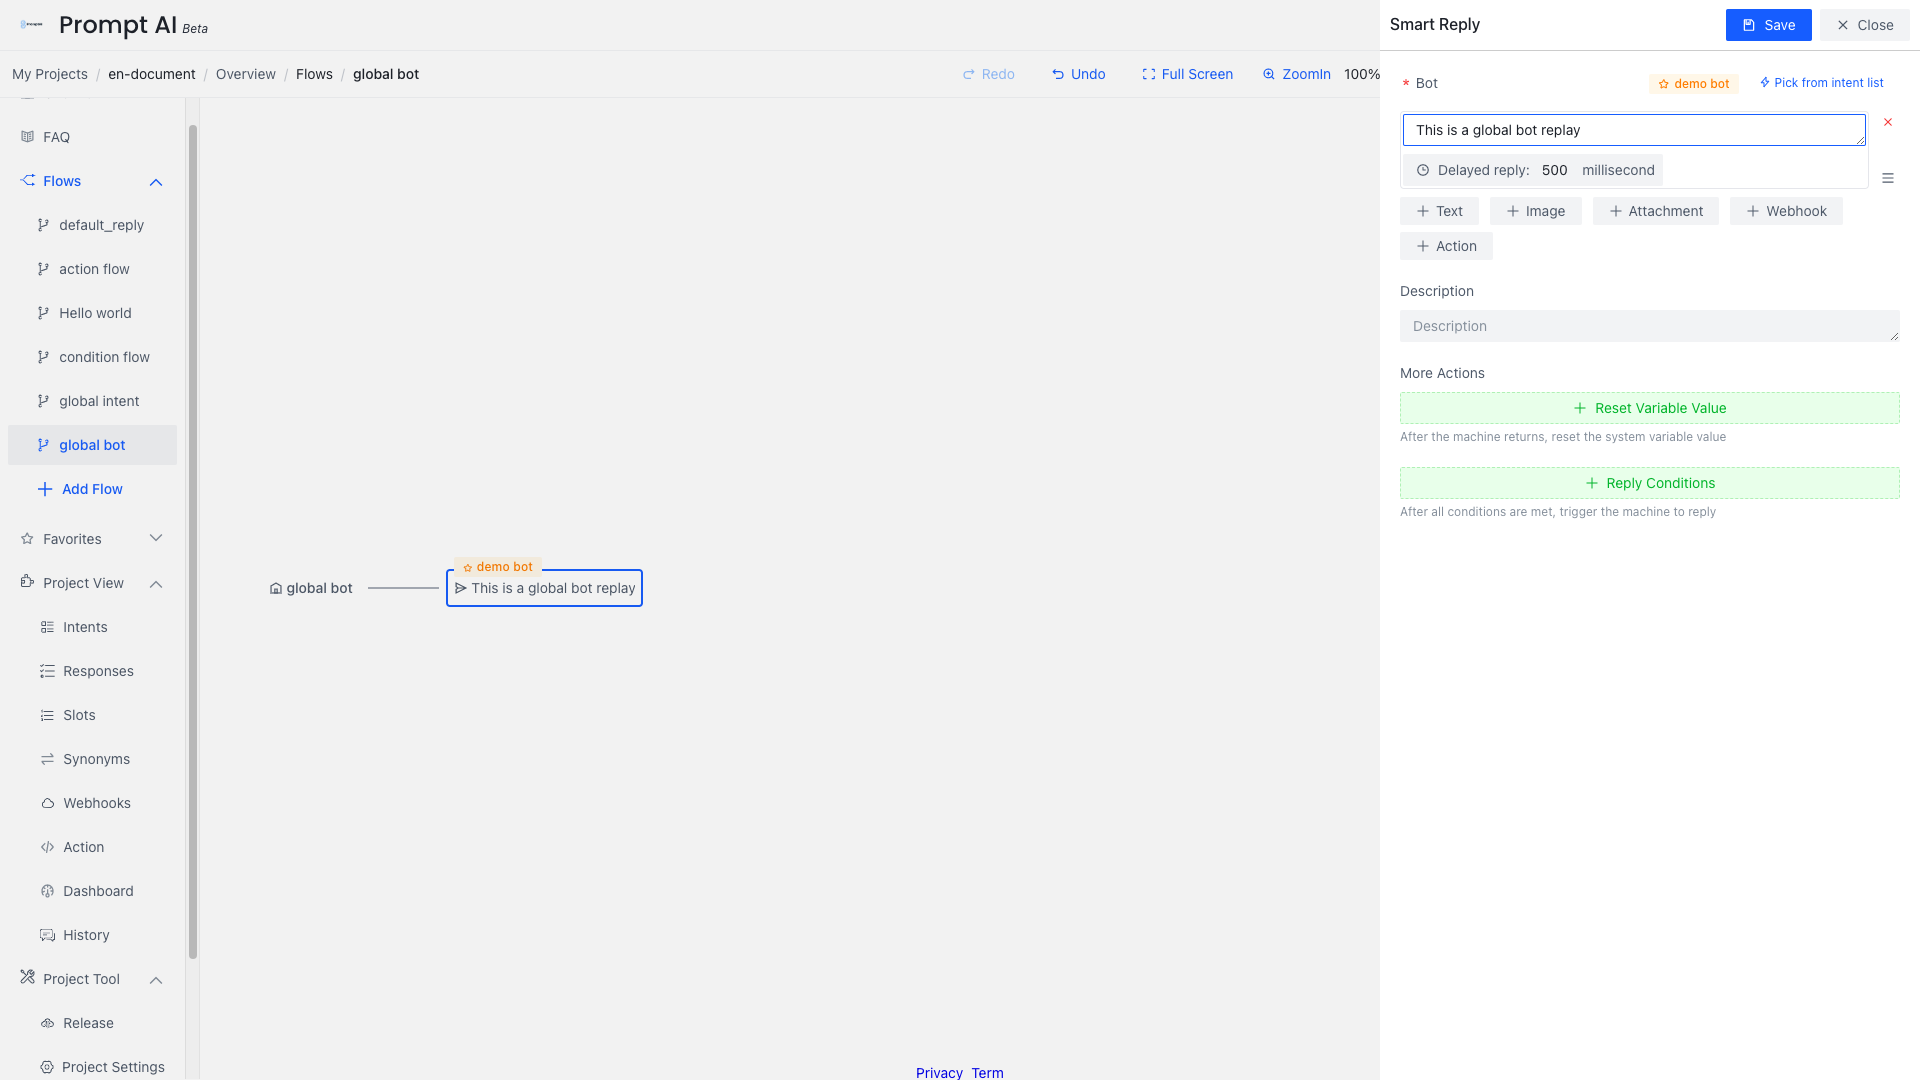 Prompt AI Beta
My Projects / en-document / Overview / Flows / global bot
Redo Undo Full Screen ZoomIn 100%
FAQ
Flows
default_reply
action flow
Hello world
condition flow
global intent
global bot
Add Flow
Favorites
Project View
Intents
Responses
Slots
Synonyms
Webhooks
Action
Dashboard
History
Project Tool
Release
Project Settings
global bot
demo bot
This is a global bot replay
Privacy Term
Smart Reply
Save
Close
* Bot
demo bot
Pick from intent list
This is a global bot replay
Delayed reply: 500 millisecond
Text
Image
Attachment
Webhook
Action
Description
Description
More Actions
Reset Variable Value
After the machine returns, reset the system variable value
Reply Conditions
After all conditions are met, trigger the machine to reply